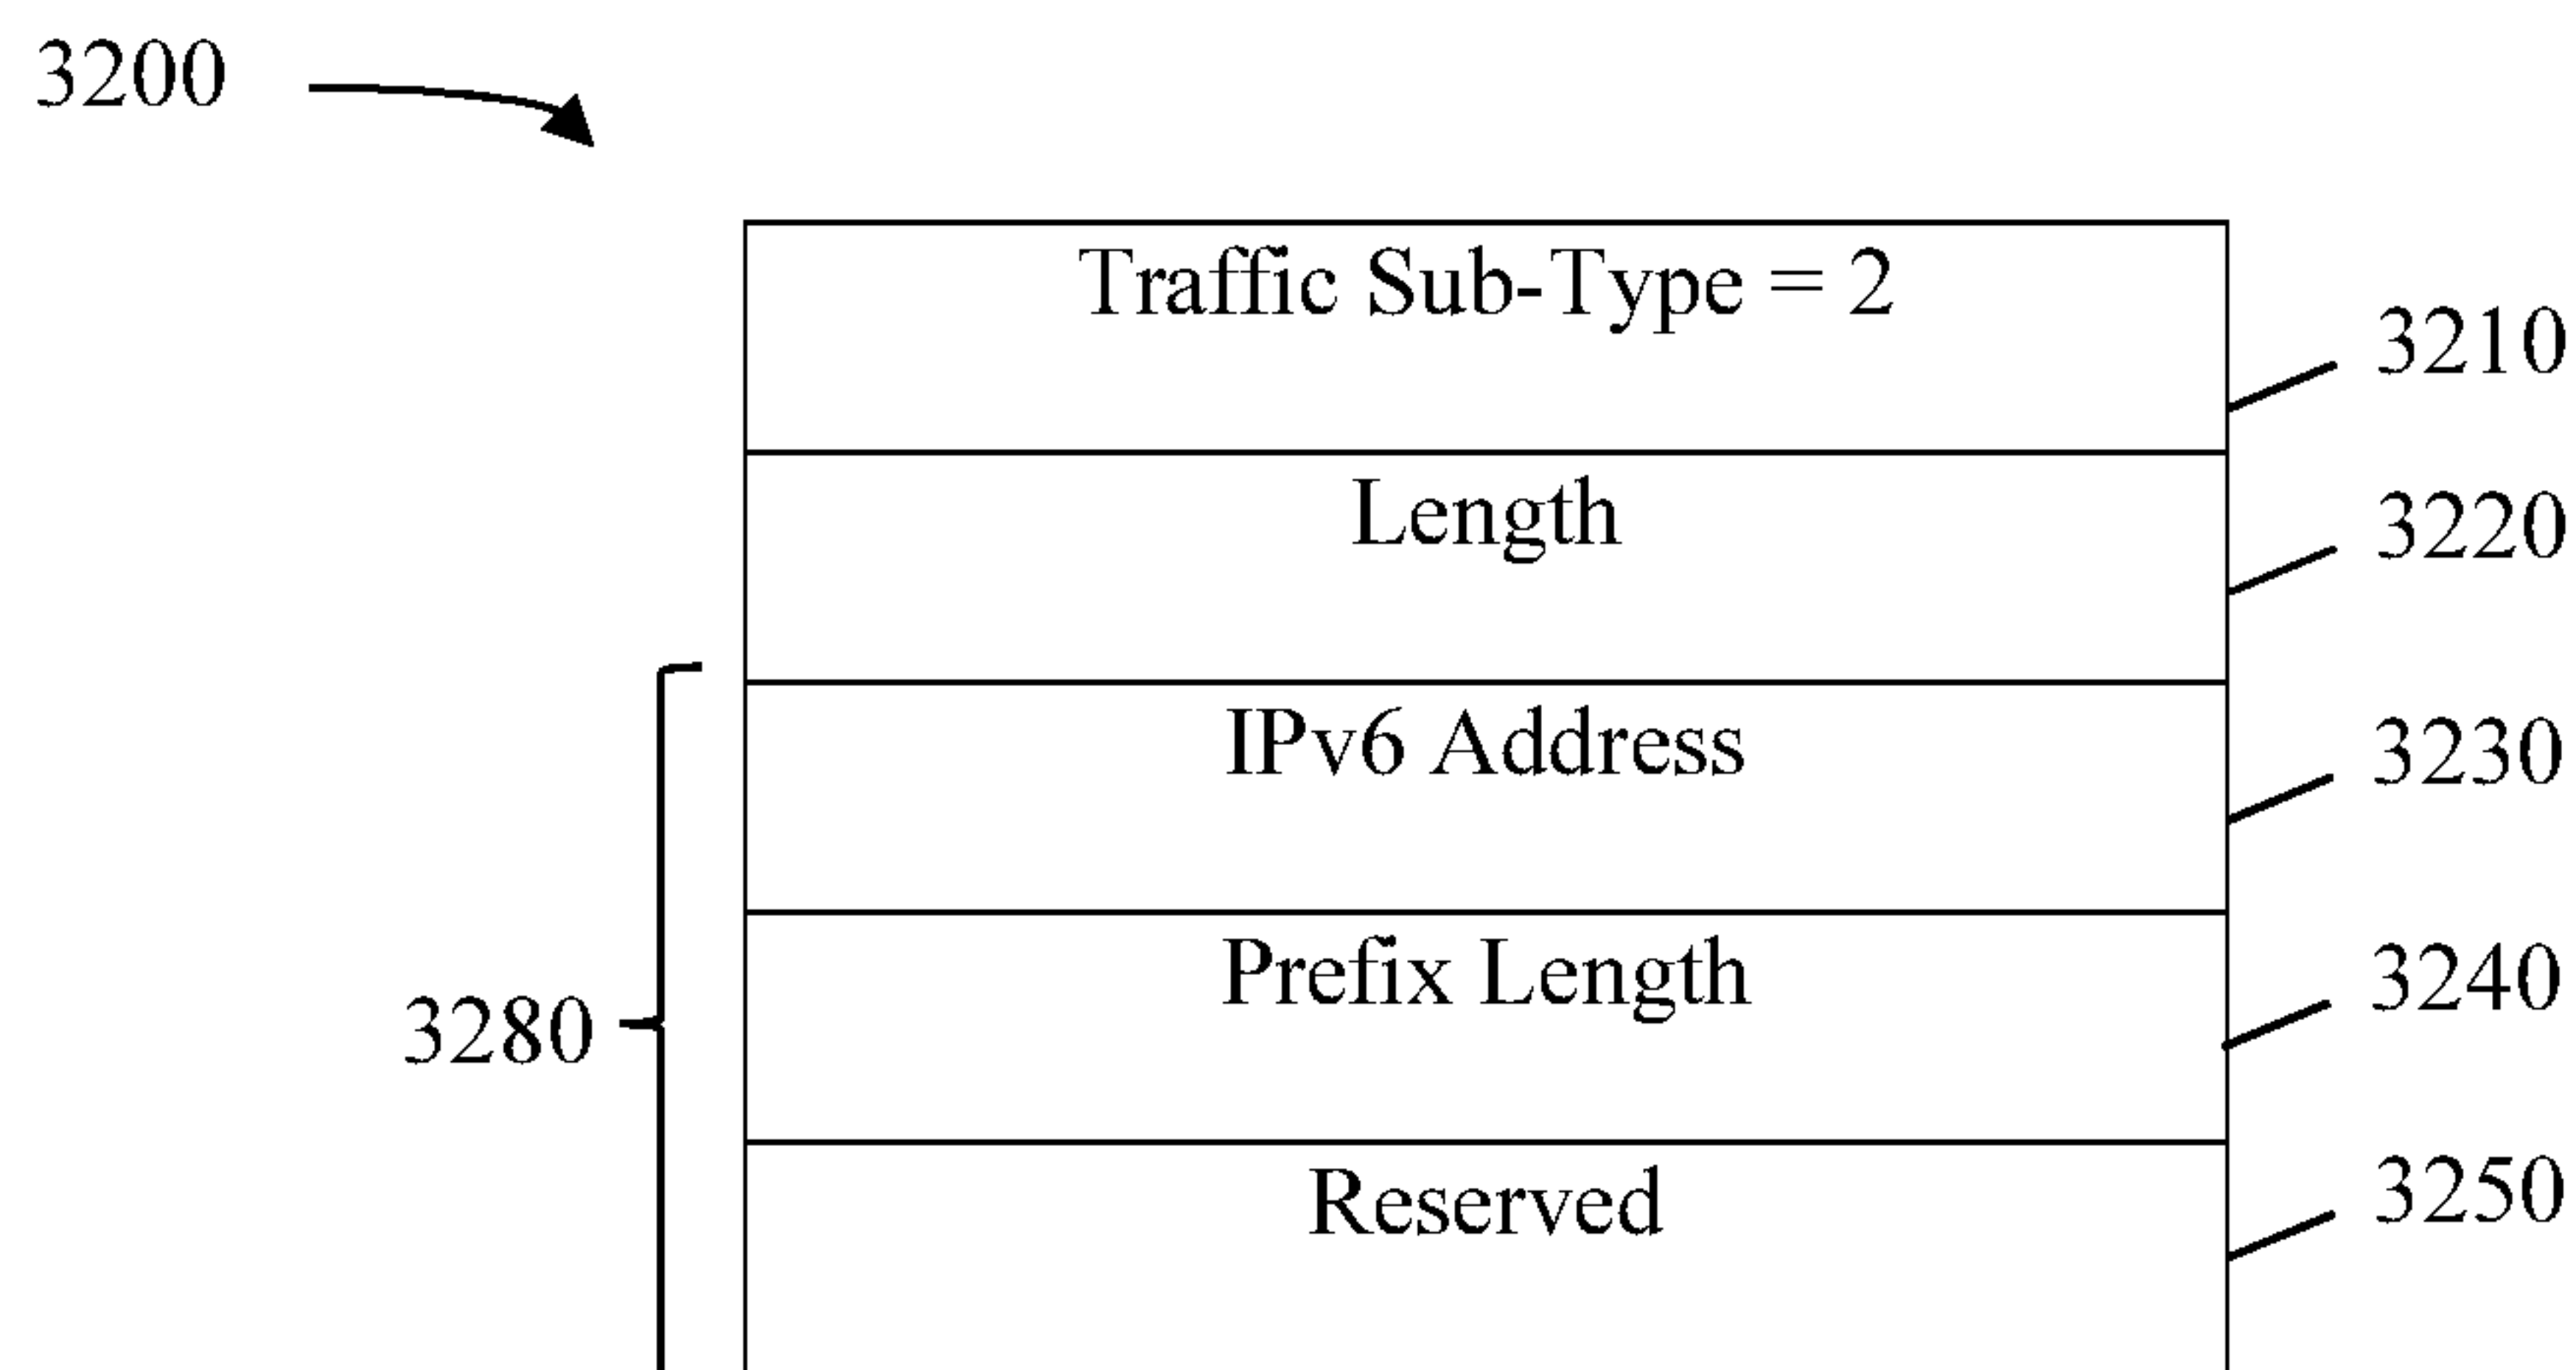 3200
Traffic Sub-Type = 2
3210
Length
3220
IPv6 Address
3230
Prefix Length
3240
3280
Reserved
3250